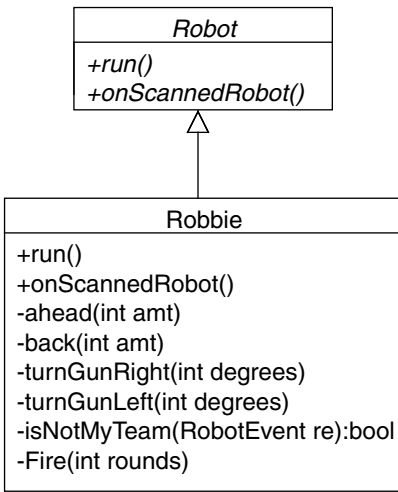 Robot
+run()
+onScannedRobot()
Robbie
+run()
+onScannedRobot()
-ahead(int amt)
-back(int amt)
-turnGunRight(int degrees)
-turnGunLeft(int degrees)
-isNotMyTeam(RobotEvent re):bool
-Fire(int rounds)